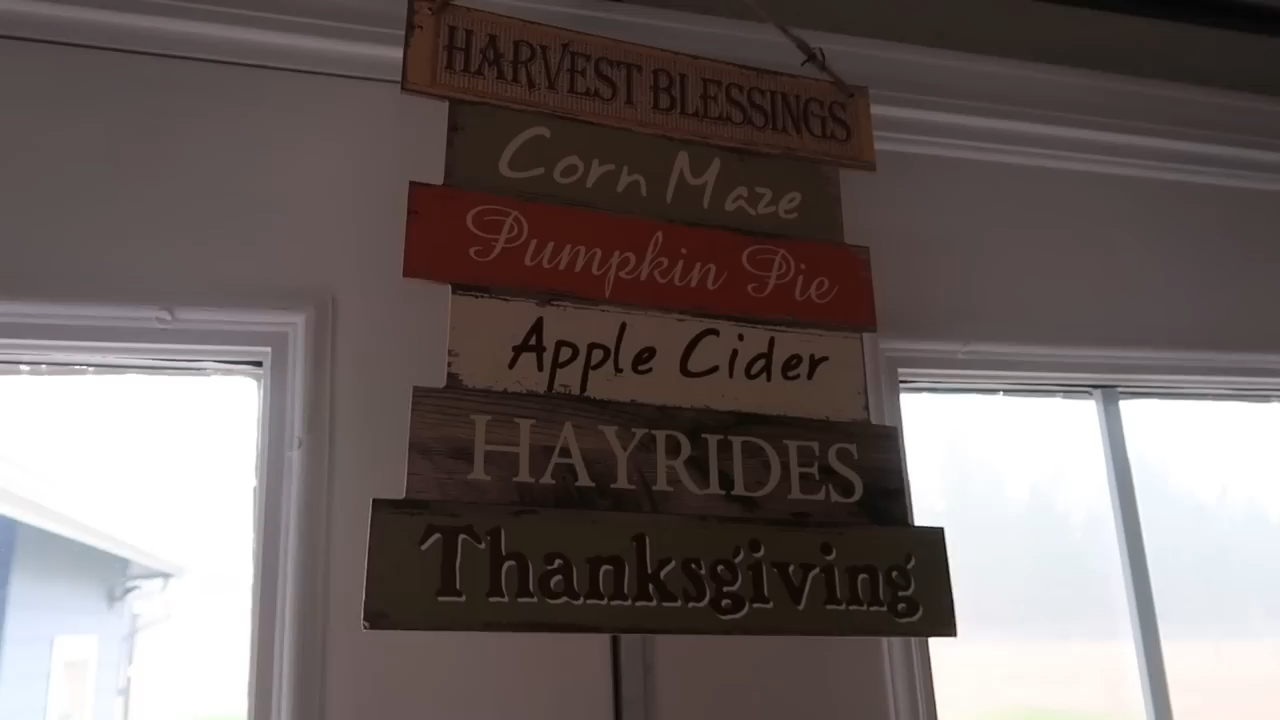 HARVEST BLESSINGS
Corn Maze
Pumpkin Pie
Apple Cider
HAYRIDES
Thanksgiving